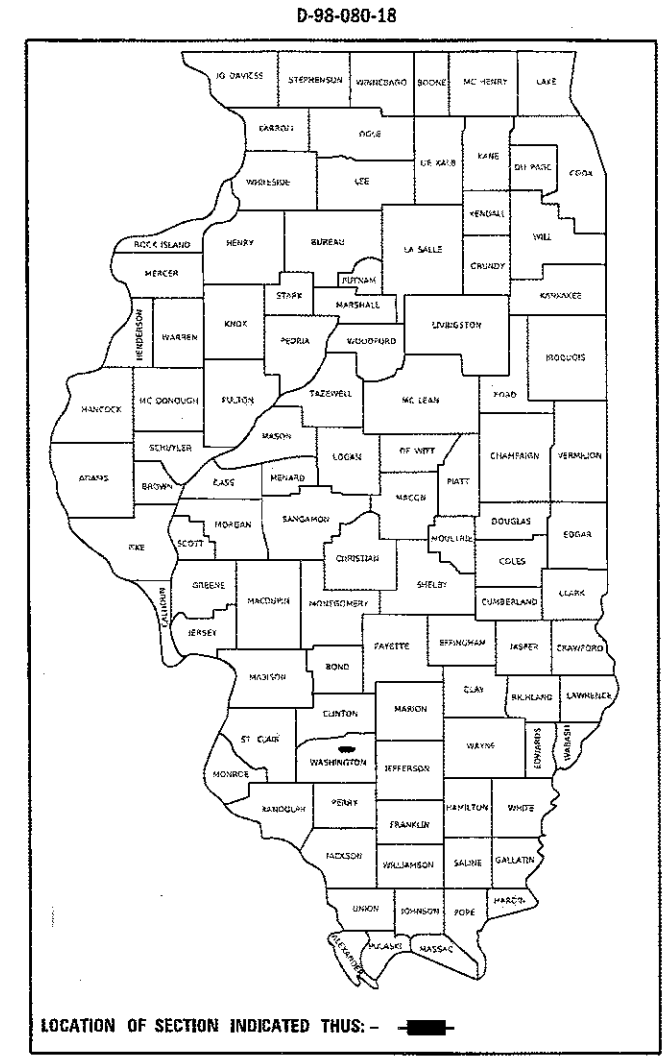 D-98-080-18
JO DAVIESS STEPHENSON WINNEBAGO BOONE MC HENRY LAKE
CARROLL OGLE
DE KALB KANE
DU PAGE COOK
WHITESIDE LEE
KENDALL
ROCK ISLAND HENRY BUREAU LA SALLE WILL
GRUNDY
MERCER
PUTNAM
STARK
MARSHALL KANKAKEE
HENDERSON WARREN KNOX PEORIA WOODFORD LIVINGSTON
IROQUOIS
HANCOCK MC DONOUGH FULTON TAZEWELL MC LEAN FORD
MASON
SCHUYLER LOGAN DE WITT CHAMPAIGN VERMILION
ADAMS BROWN CASS MENARD PIATT
MACON
PIKE SCOTT MORGAN SANGAMON DOUGLAS
MOULTRIE EDGAR
CHRISTIAN COLES
GREENE SHELBY
CALHOUN MACOUPIN MONTGOMERY CUMBERLAND CLARK
JERSEY FAYETTE EFFINGHAM JASPER CRAWFORD
MADISON BOND
CLAY RICHLAND LAWRENCE
CLINTON MARION
ST CLAIR WAYNE EDWARDS WABASH
WASHINGTON JEFFERSON
MONROE
RANDOLPH PERRY HAMILTON WHITE
FRANKLIN
JACKSON WILLIAMSON SALINE GALLATIN
UNION JOHNSON POPE HARDIN
ALEXANDER PULASKI MASSAC
LOCATION OF SECTION INDICATED THUS: -